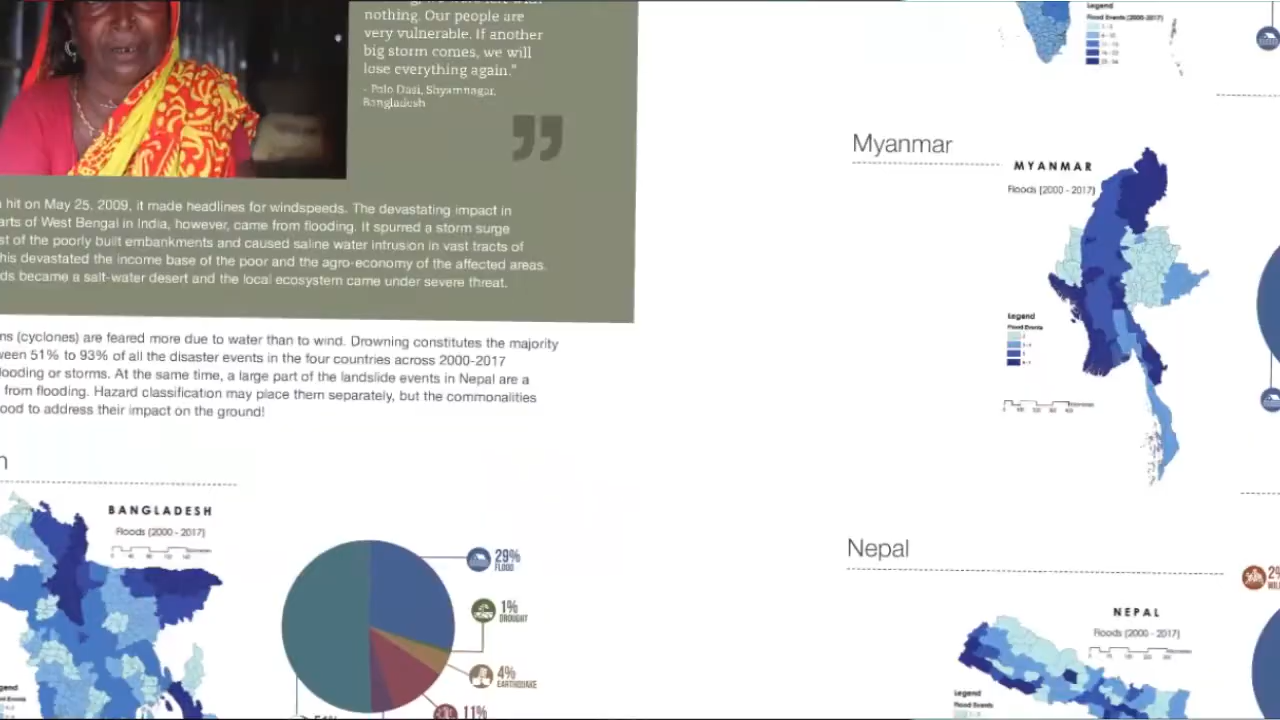 nothing. Our people are
very vulnerable. If another
big storm comes, we will
lose everything again."
- Palo Dasi, Shyamnagar,
Bangladesh
hit on May 25, 2009, it made headlines for windspeeds. The devastating impact in
arts of West Bengal in India, however, came from flooding. It spurred a storm surge
st of the poorly built embankments and caused saline water intrusion in vast tracts of
his devastated the income base of the poor and the agro-economy of the affected areas.
ds became a salt-water desert and the local ecosystem came under severe threat.
ns (cyclones) are feared more due to water than to wind. Drowning constitutes the majority
ween 51% to 93% of all the disaster events in the four countries across 2000-2017
looding or storms. At the same time, a large part of the landslide events in Nepal are a
from flooding. Hazard classification may place them separately, but the commonalities
ood to address their impact on the ground!
BANGLADESH
Floods (2000 - 2017)
29%
FLOOD
1%
DROUGHT
4%
EARTHQUAKE
11%
Legend
Flood Events (2000-2017)
Myanmar
MYANMAR
Floods (2000 - 2017)
Legend
Flood Events
Nepal
NEPAL
Floods (2000 - 2017)
Legend
Flood Events